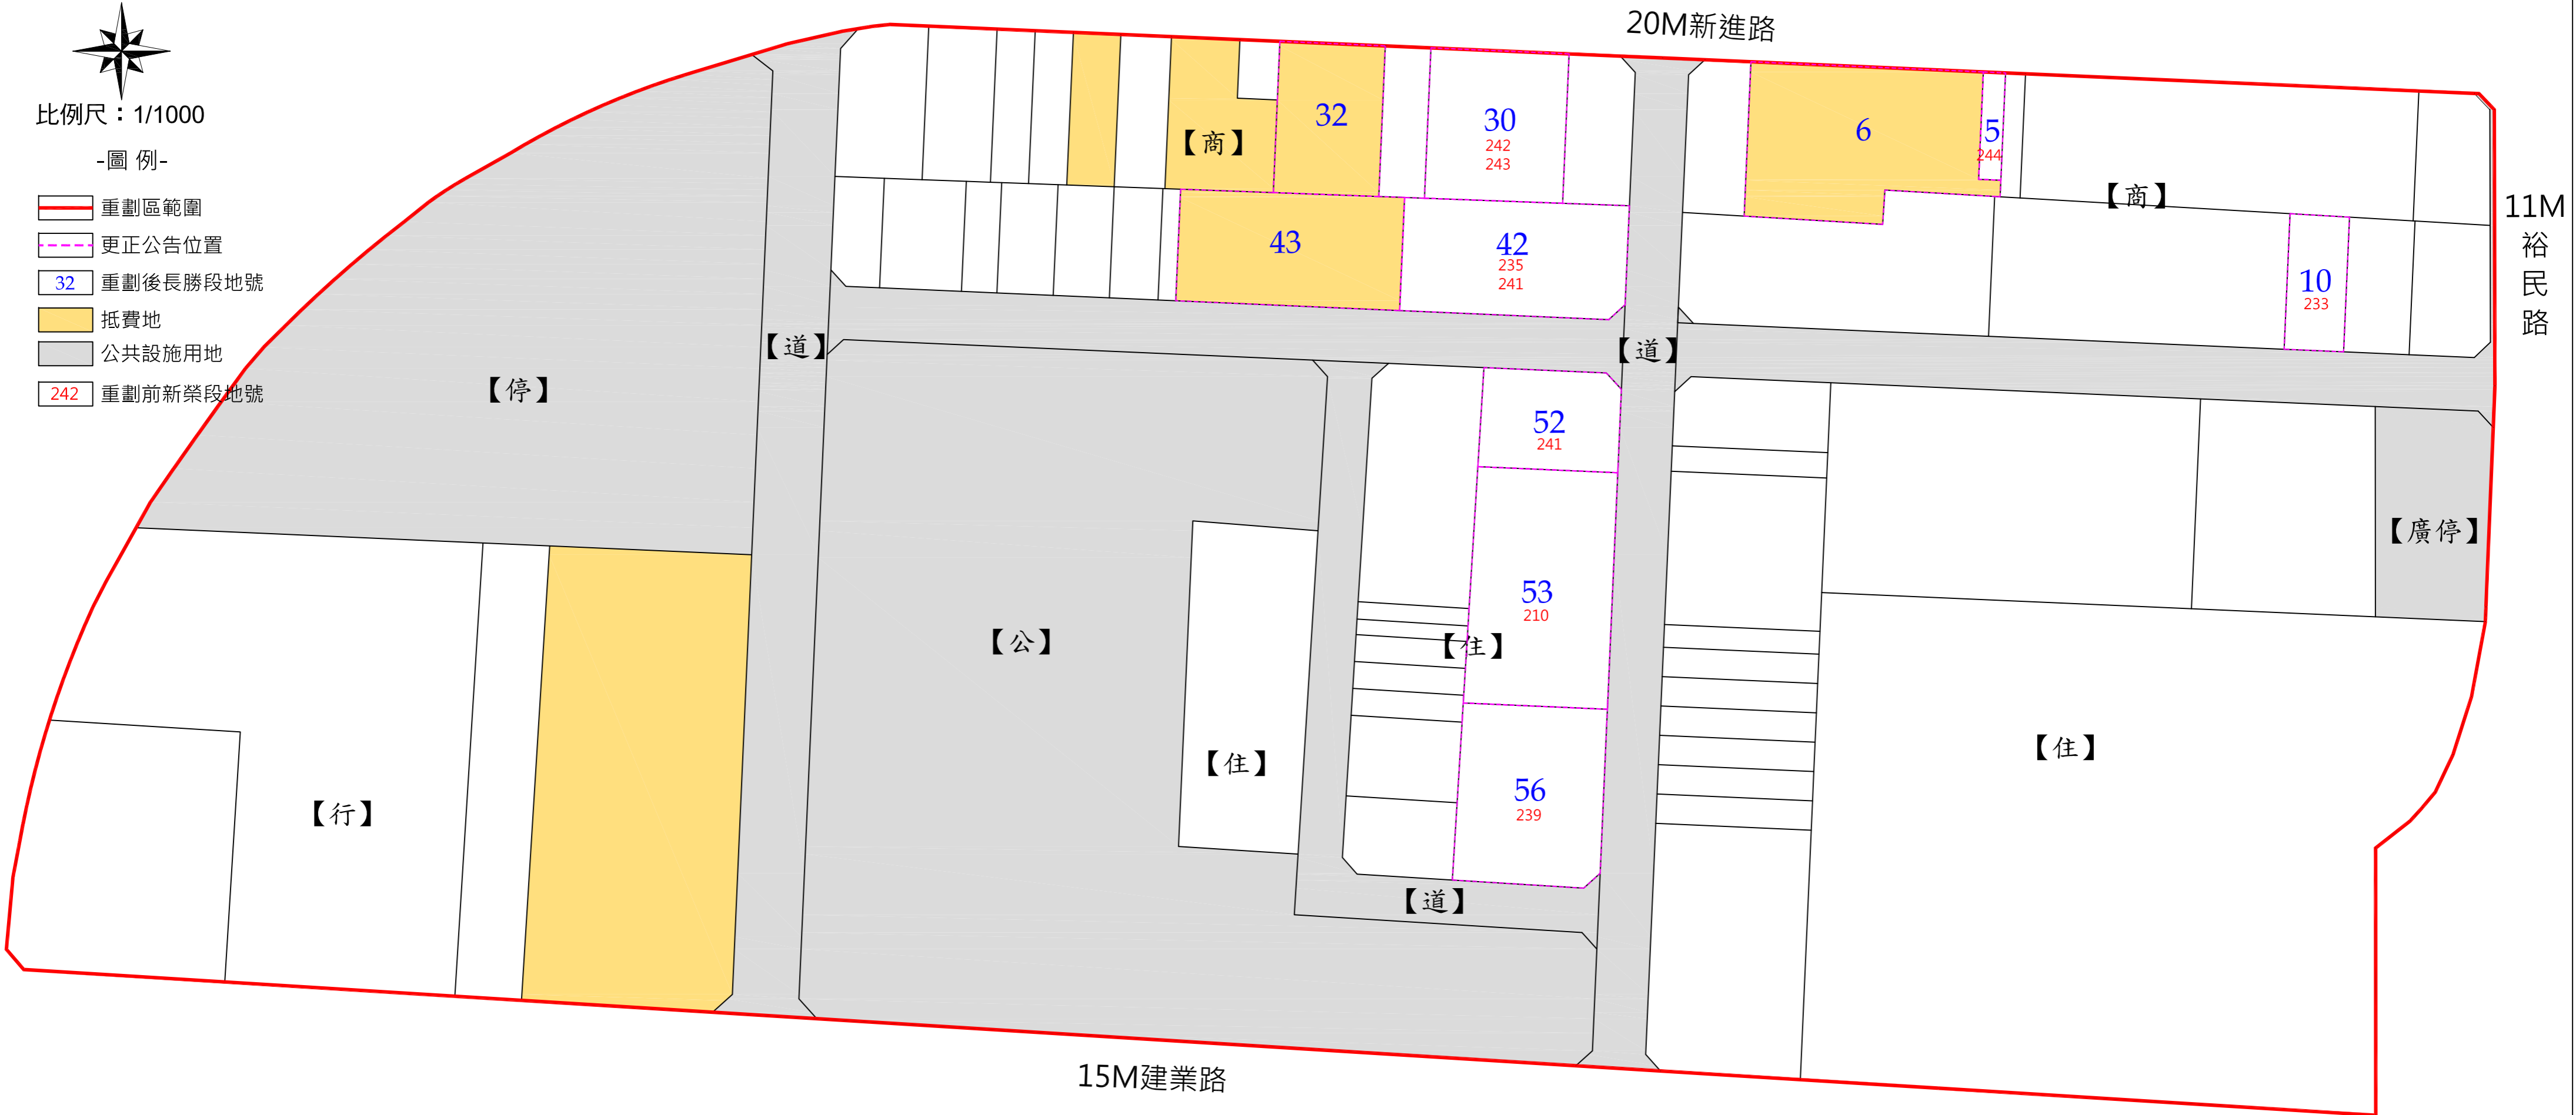 20M新進路
比例尺：1/1000
-圖 例-
重劃區範圍
更正公告位置
32 重劃後長勝段地號
抵費地
公共設施用地
242 重劃前新榮段地號
【商】
32
30
242
243
6
5
244
【商】
43
42
235
241
10
233
11M
裕
民
路
【停】
【道】
【道】
52
241
53
210
【廣停】
【公】
【住】
【住】
56
239
【住】
【行】
【道】
15M建業路